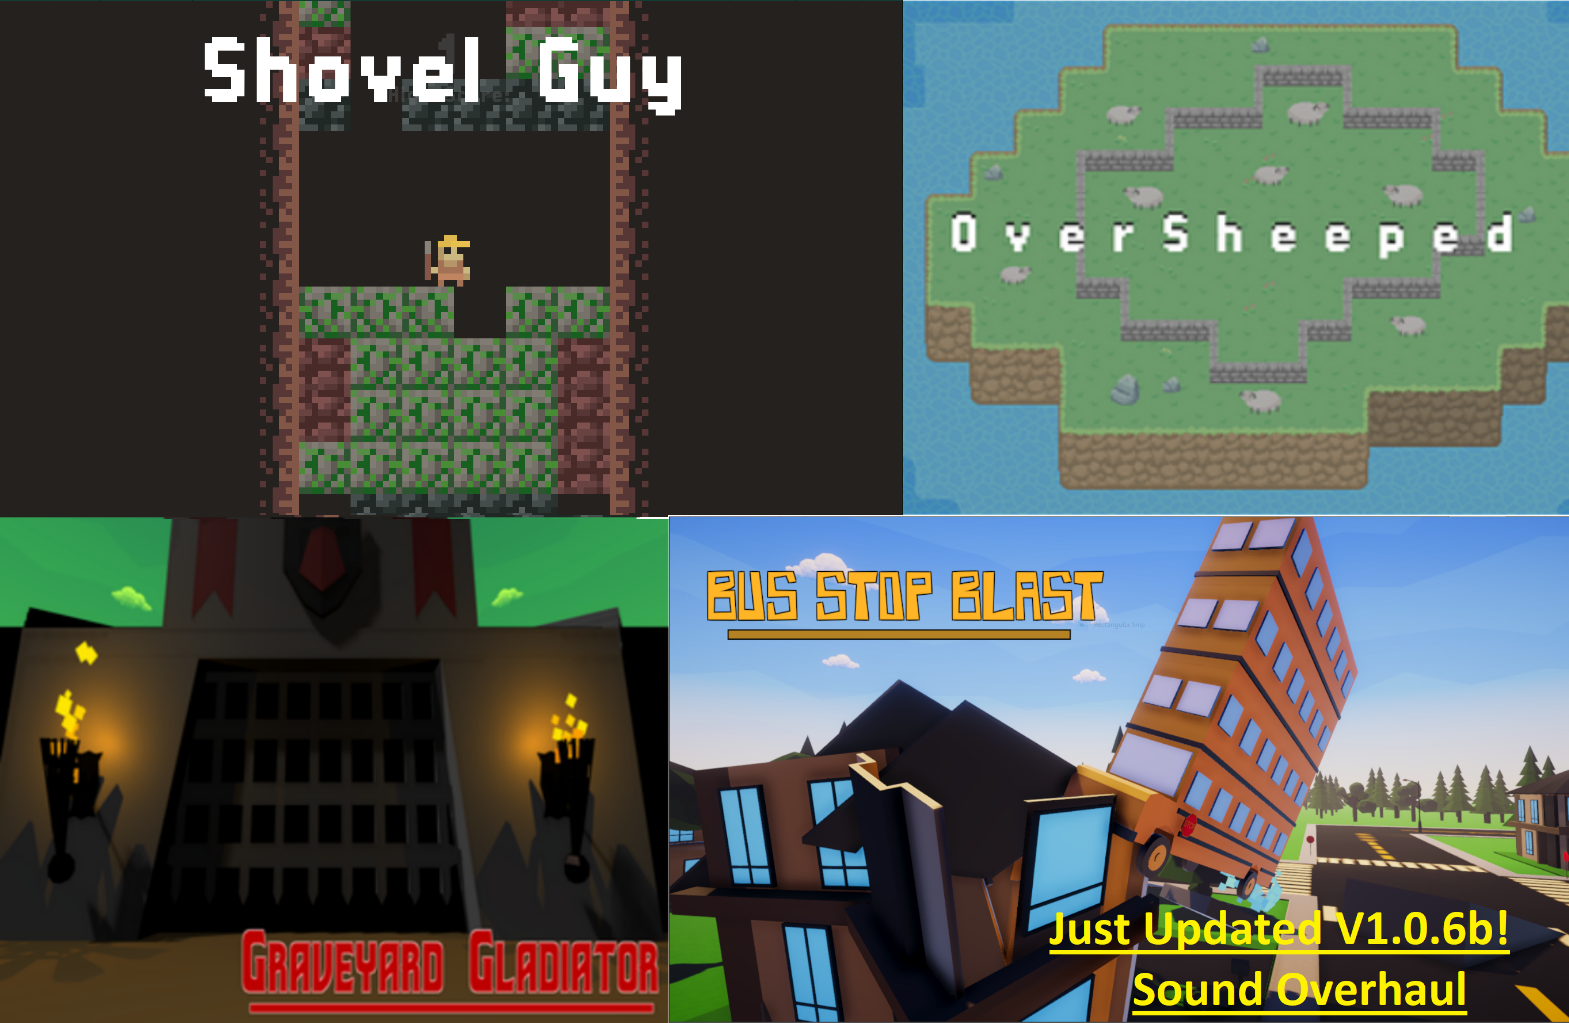 Shovel Guy
OverSheeped
BUS STOP BLAST
Just Updated V1.0.6b!
Sound Overhaul
GRAVEYARD GLADIATOR